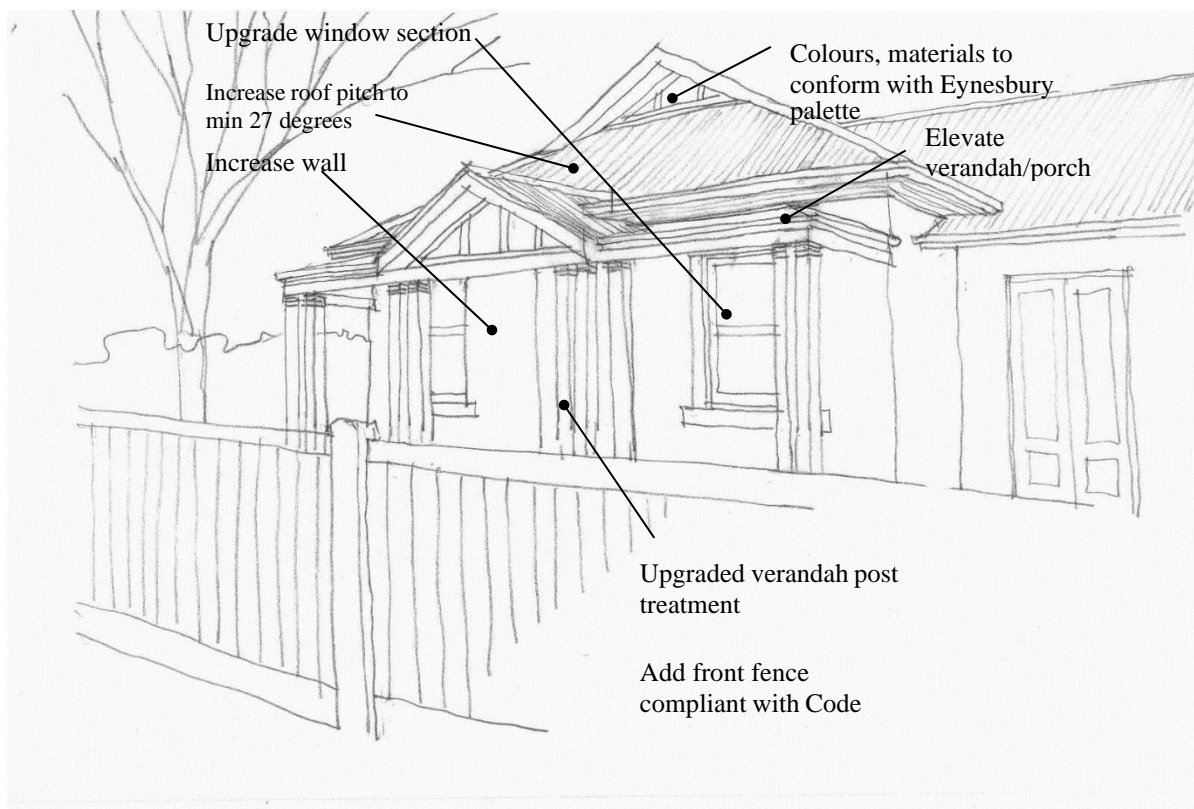 Upgrade window section
Increase roof pitch to
min 27 degrees
Increase wall
Colours, materials to
conform with Eynesbury
palette
Elevate
verandah/porch
Upgraded verandah post
treatment
Add front fence
compliant with Code